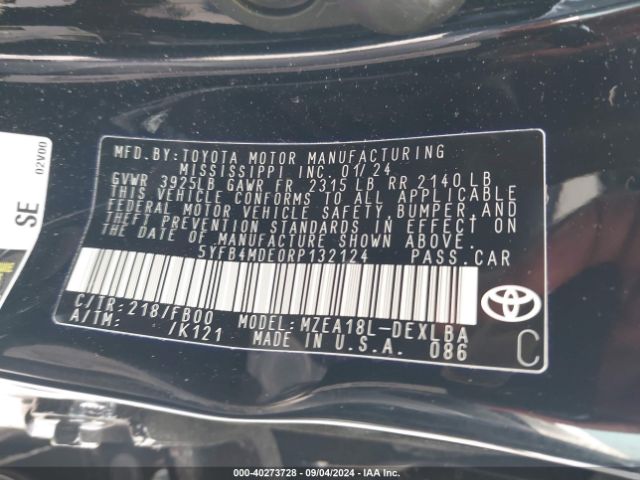 MFD.BY:TOYOTA MOTOR MANUFACTURING
MISSISSIPPI INC. 01/24
GVWR 3925LB GAWR FR 2315 LB RR 2140 LB
THIS VEHICLE CONFORMS TO ALL APPLICABLE
FEDERAL MOTOR VEHICLE SAFETY,BUMPER,AND
THEFT PREVENTION STANDARDS IN EFFECT ON
THE DATE OF MANUFACTURE SHOWN ABOVE.
5YFB4MDE0RP132124 PASS.CAR
C/TR:218/FB00 MODEL:MZEA18L-DEXLBA
A/TM: /K121 MADE IN U.S.A. 086
C
SE
02V00
000-40273728 - 09/04/2024 - IAA Inc.